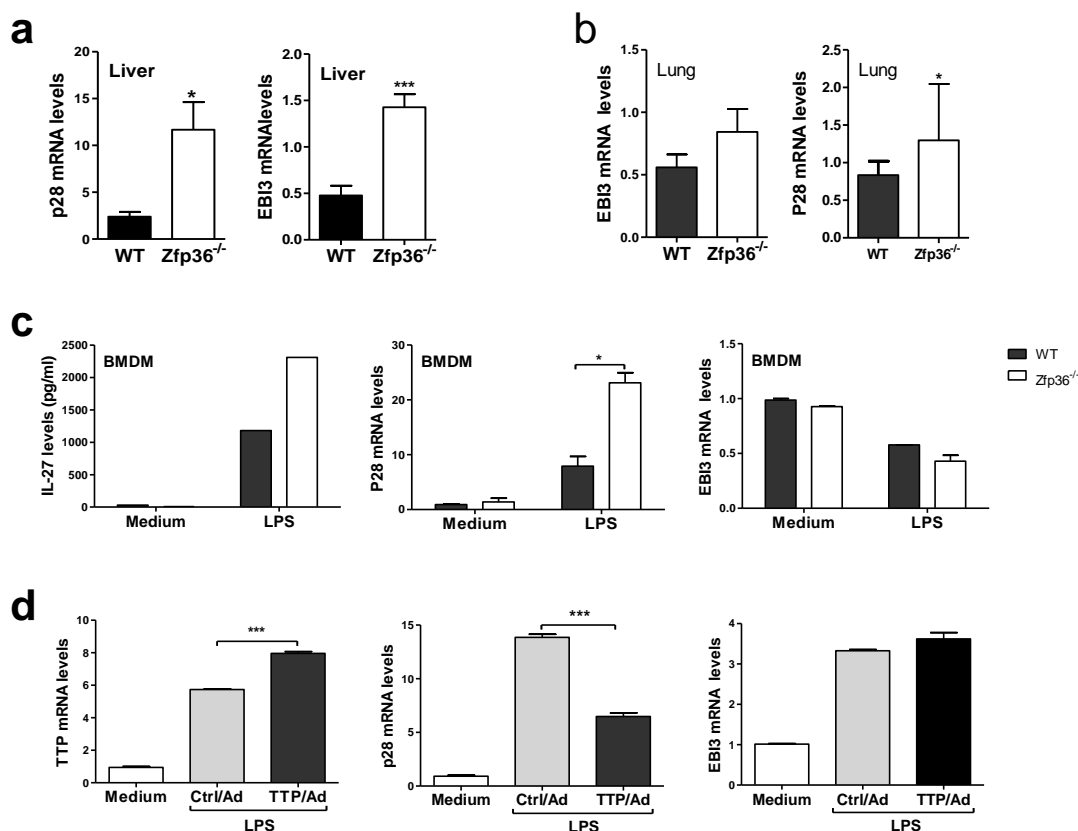 a
p28 mRNA levels
15
10
5
0
Liver
*
WT Zfp36-/-
EBI3 mRNAlevels
2.0
1.5
1.0
0.5
0.0
Liver
***
WT Zfp36-/-
b
EBI3 mRNA levels
1.5
1.0
0.5
0.0
Lung
WT Zfp36-/-
P28 mRNA levels
2.5
2.0
1.5
1.0
0.5
0.0
Lung
*
WT Zfp36-/-
c
IL-27 levels (pg/ml)
2500
2000
1500
1000
500
0
BMDM
Medium LPS
P28 mRNA levels
30
20
10
0
BMDM
*
Medium LPS
EBI3 mRNA levels
1.5
1.0
0.5
0.0
BMDM
Medium LPS
WT
Zfp36-/-
d
TTP mRNA levels
10
8
6
4
2
0
***
Medium Ctrl/Ad TTP/Ad
LPS
p28 mRNA levels
15
10
5
0
***
Medium Ctrl/Ad TTP/Ad
LPS
EBI3 mRNA levels
4
3
2
1
0
Medium Ctrl/Ad TTP/Ad
LPS